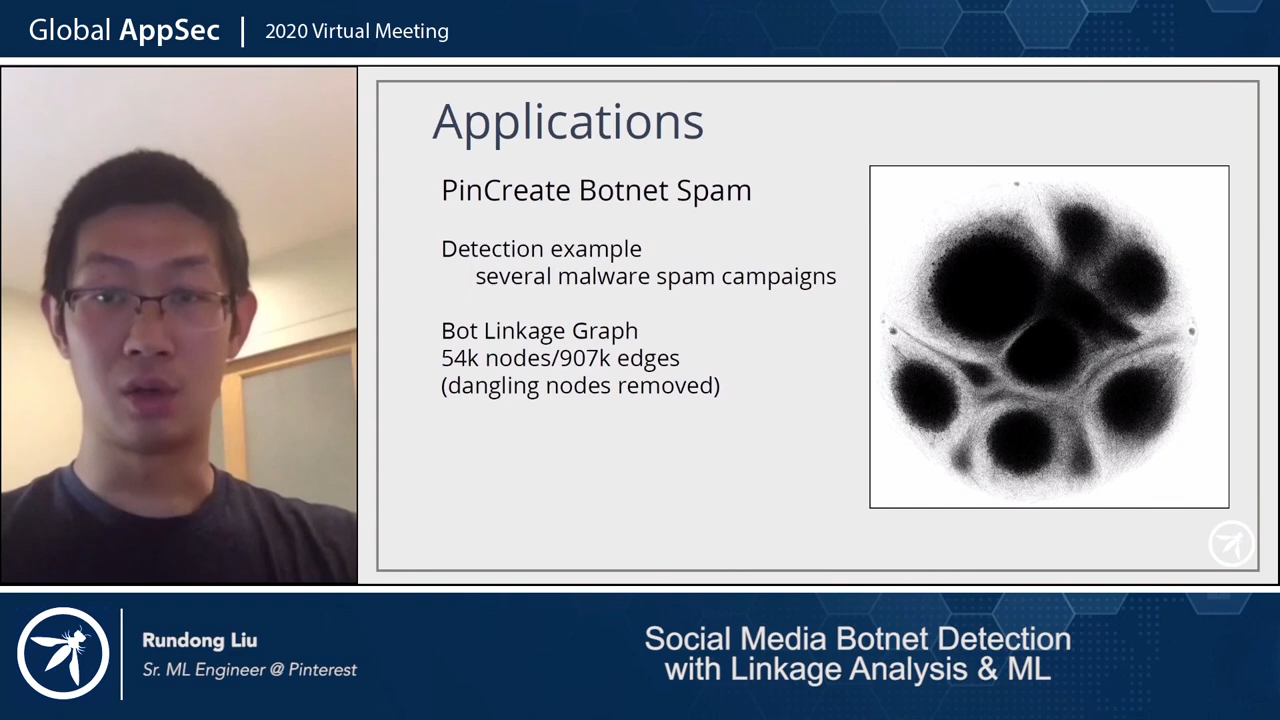 Global AppSec | 2020 Virtual Meeting
Applications
PinCreate Botnet Spam
Detection example
several malware spam campaigns
Bot Linkage Graph
54k nodes/907k edges
(dangling nodes removed)
Rundong Liu
Sr. ML Engineer @ Pinterest
Social Media Botnet Detection
with Linkage Analysis & ML